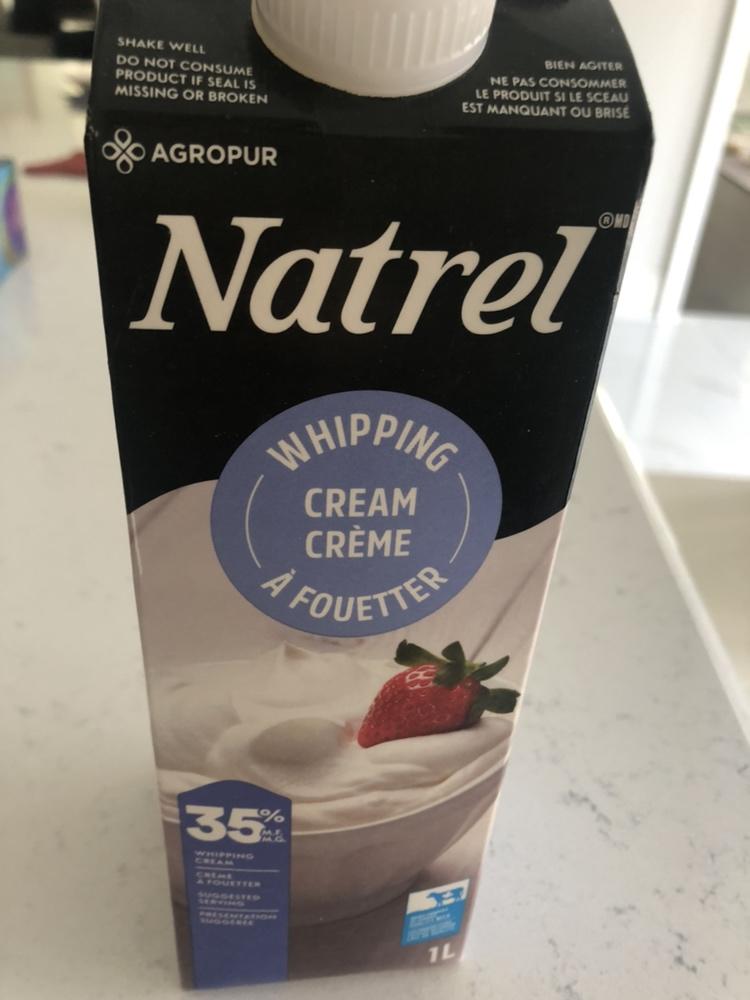 SHAKE WELL
DO NOT CONSUME
PRODUCT IF SEAL IS
MISSING OR BROKEN
BIEN AGITER
NE PAS CONSOMMER
LE PRODUIT SI LE SCEAU
EST MANQUANT OU BRISÉ
AGROPUR
Natrel ®MD
WHIPPING
CREAM
CRÈME
À FOUETTER
35%
M.F.
M.G.
WHIPPING
CREAM
CRÈME
À FOUETTER
SUGGESTED
SERVING
PRÉSENTATION
SUGGÉRÉE
1L